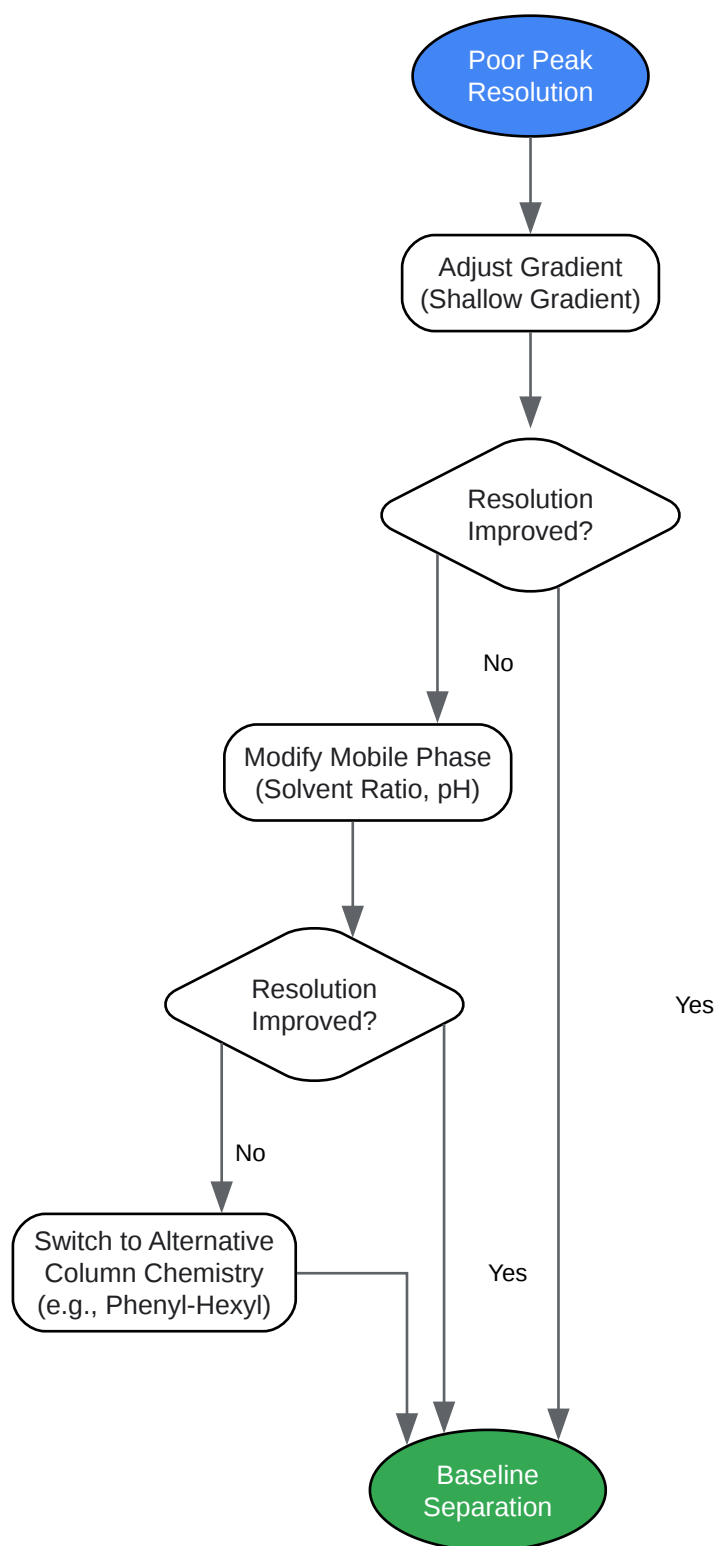 Poor Peak
Resolution
Adjust Gradient
(Shallow Gradient)
Resolution
Improved?
No
Modify Mobile Phase
(Solvent Ratio, pH)
Resolution
Improved?
Yes
No
Switch to Alternative
Column Chemistry
(e.g., Phenyl-Hexyl)
Yes
Baseline
Separation